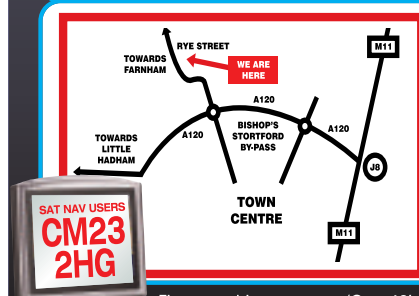 RYE STREET
TOWARDS
FARNHAM
WE ARE
HERE
M11
A120
A120
BISHOP'S
STORTFORD
BY-PASS
A120
TOWARDS
LITTLE
HADHAM
J8
TOWN
CENTRE
M11
SAT NAV USERS
CM23
2HG